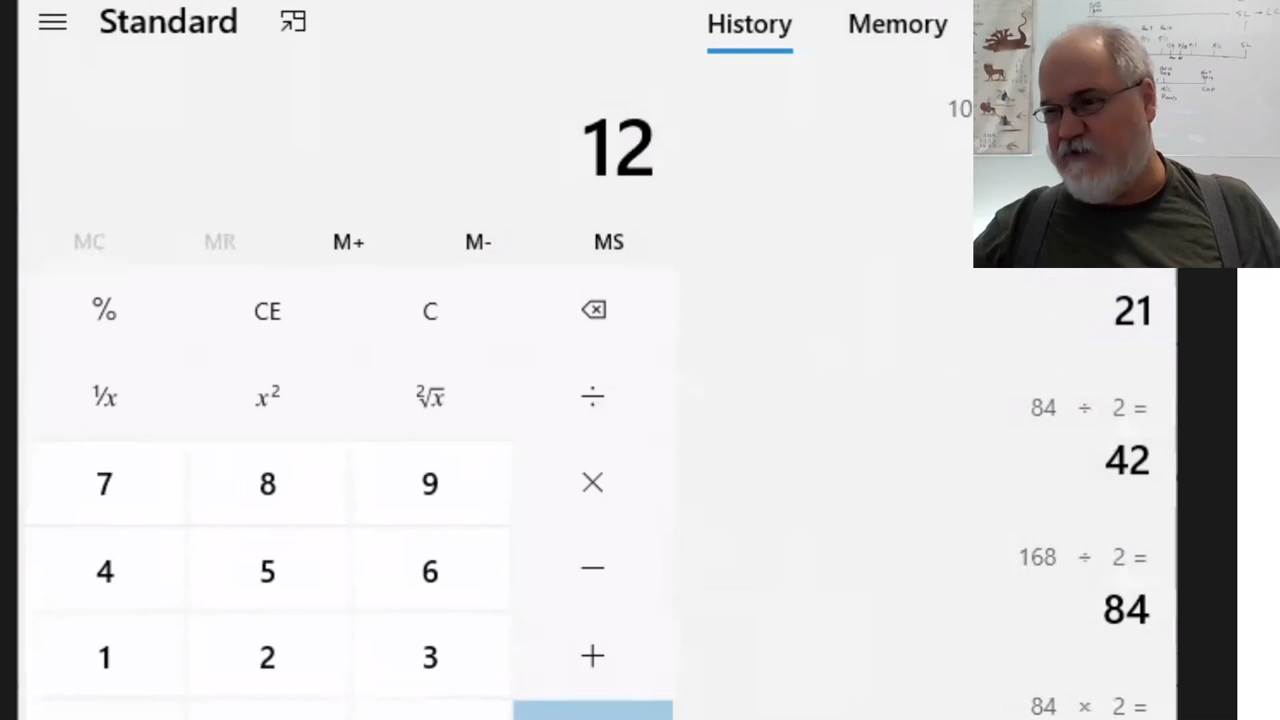 Standard
History Memory
10
12
MC MR M+ M- MS
% CE C
21
1/x x² 2√x ÷
84 ÷ 2 =
42
7 8 9 ×
4 5 6 −
168 ÷ 2 =
84
1 2 3 +
84 × 2 =